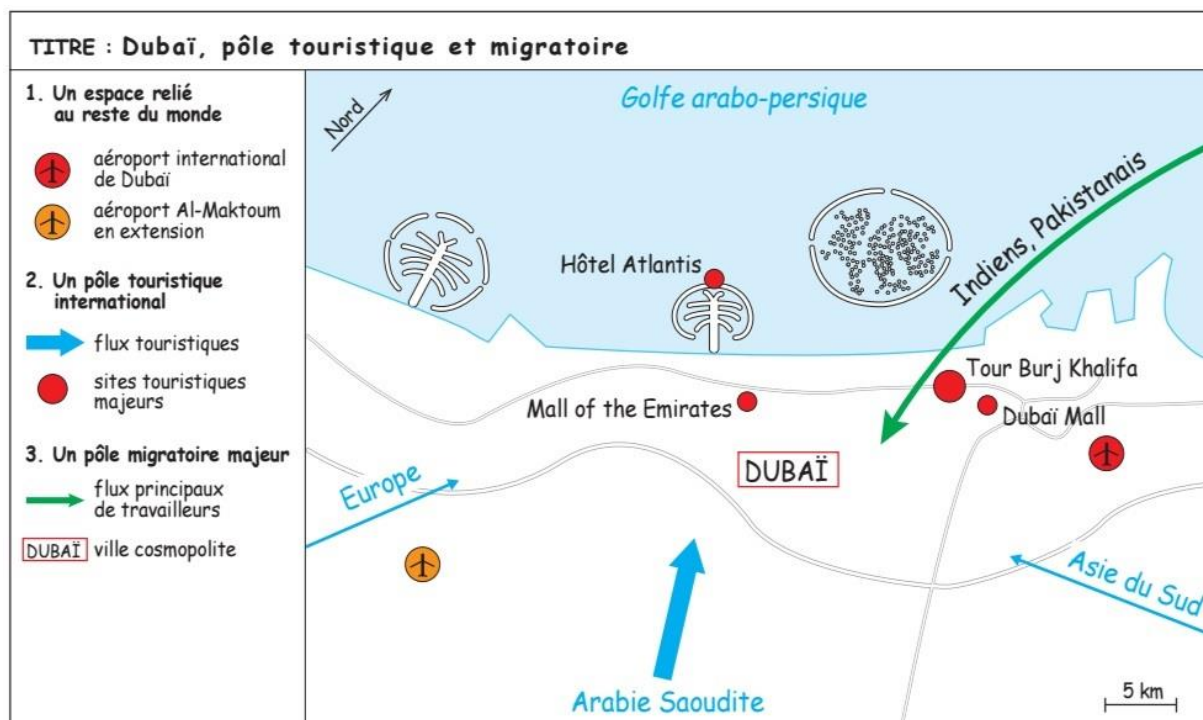 TITRE : Dubaï, pôle touristique et migratoire
1. Un espace relié
au reste du monde
aéroport international
de Dubaï
aéroport Al-Maktoum
en extension
2. Un pôle touristique
international
flux touristiques
sites touristiques
majeurs
3. Un pôle migratoire majeur
flux principaux
de travailleurs
DUBAÏ ville cosmopolite
Nord
Golfe arabo-persique
Indiens, Pakistanais
Hôtel Atlantis
Tour Burj Khalifa
Mall of the Emirates
Dubaï Mall
DUBAÏ
Europe
Asie du Sud
Arabie Saoudite
5 km